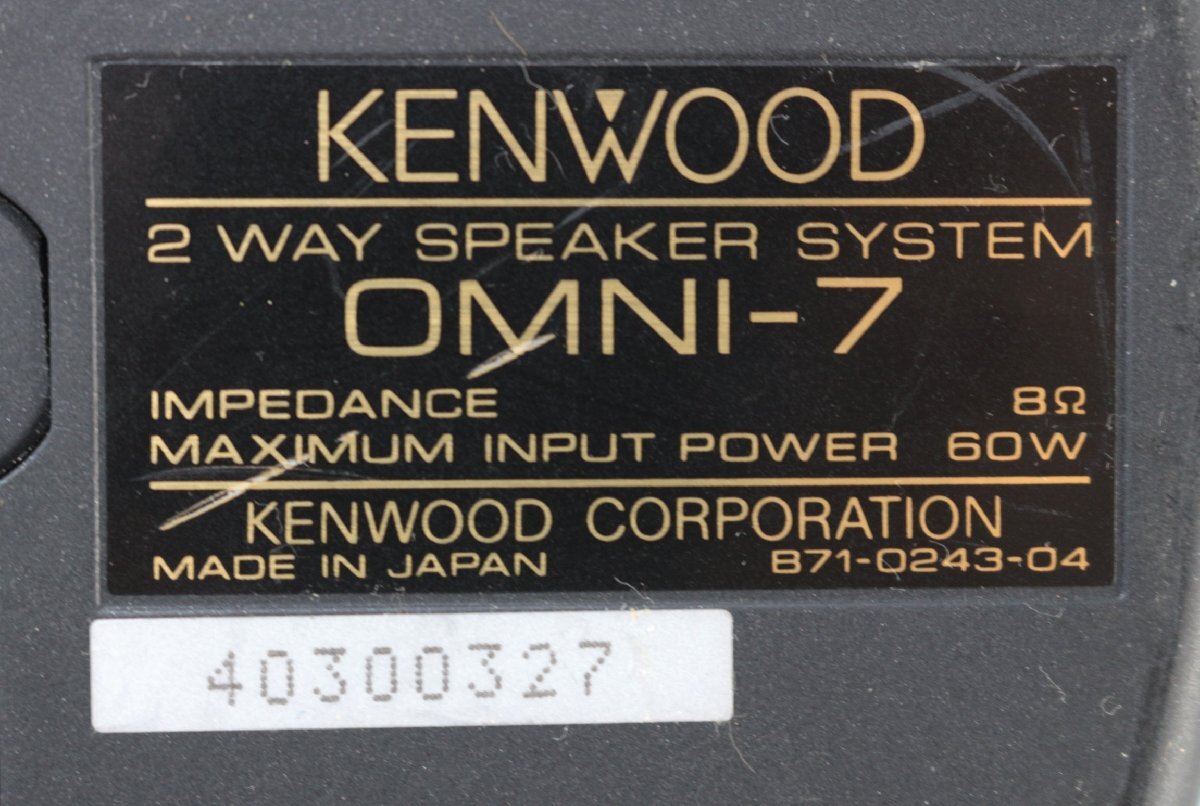 KENWOOD
2 WAY SPEAKER SYSTEM
OMNI-7
IMPEDANCE 8Ω
MAXIMUM INPUT POWER 60W
KENWOOD CORPORATION
MADE IN JAPAN B71-0243-04
40300327